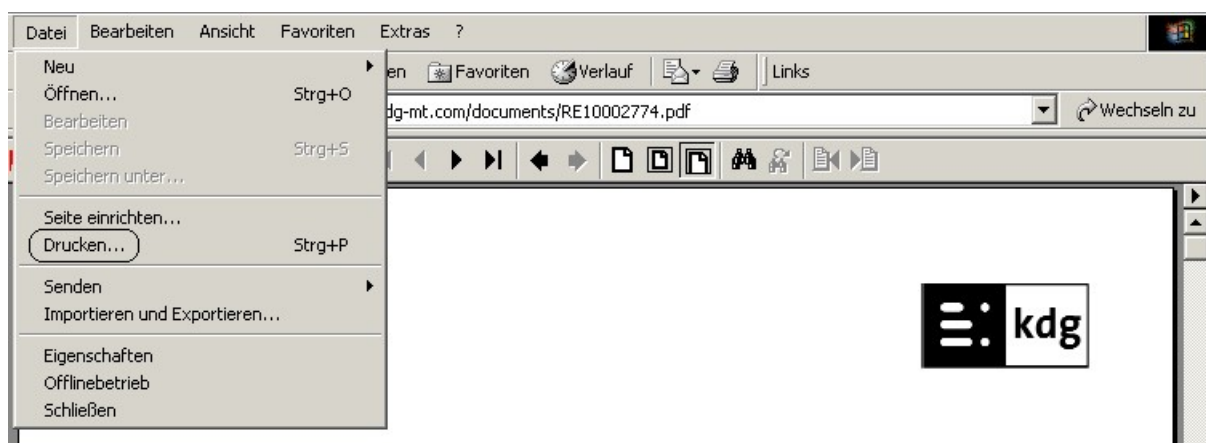 Datei Bearbeiten Ansicht Favoriten Extras ?
Neu
en Favoriten Verlauf Links
Öffnen... Strg+O
dg-mt.com/documents/RE10002774.pdf Wechseln zu
Bearbeiten
Speichern Strg+S
Speichern unter...
Seite einrichten...
Drucken... Strg+P
Senden
Importieren und Exportieren...
kdg
Eigenschaften
Offlinebetrieb
Schließen